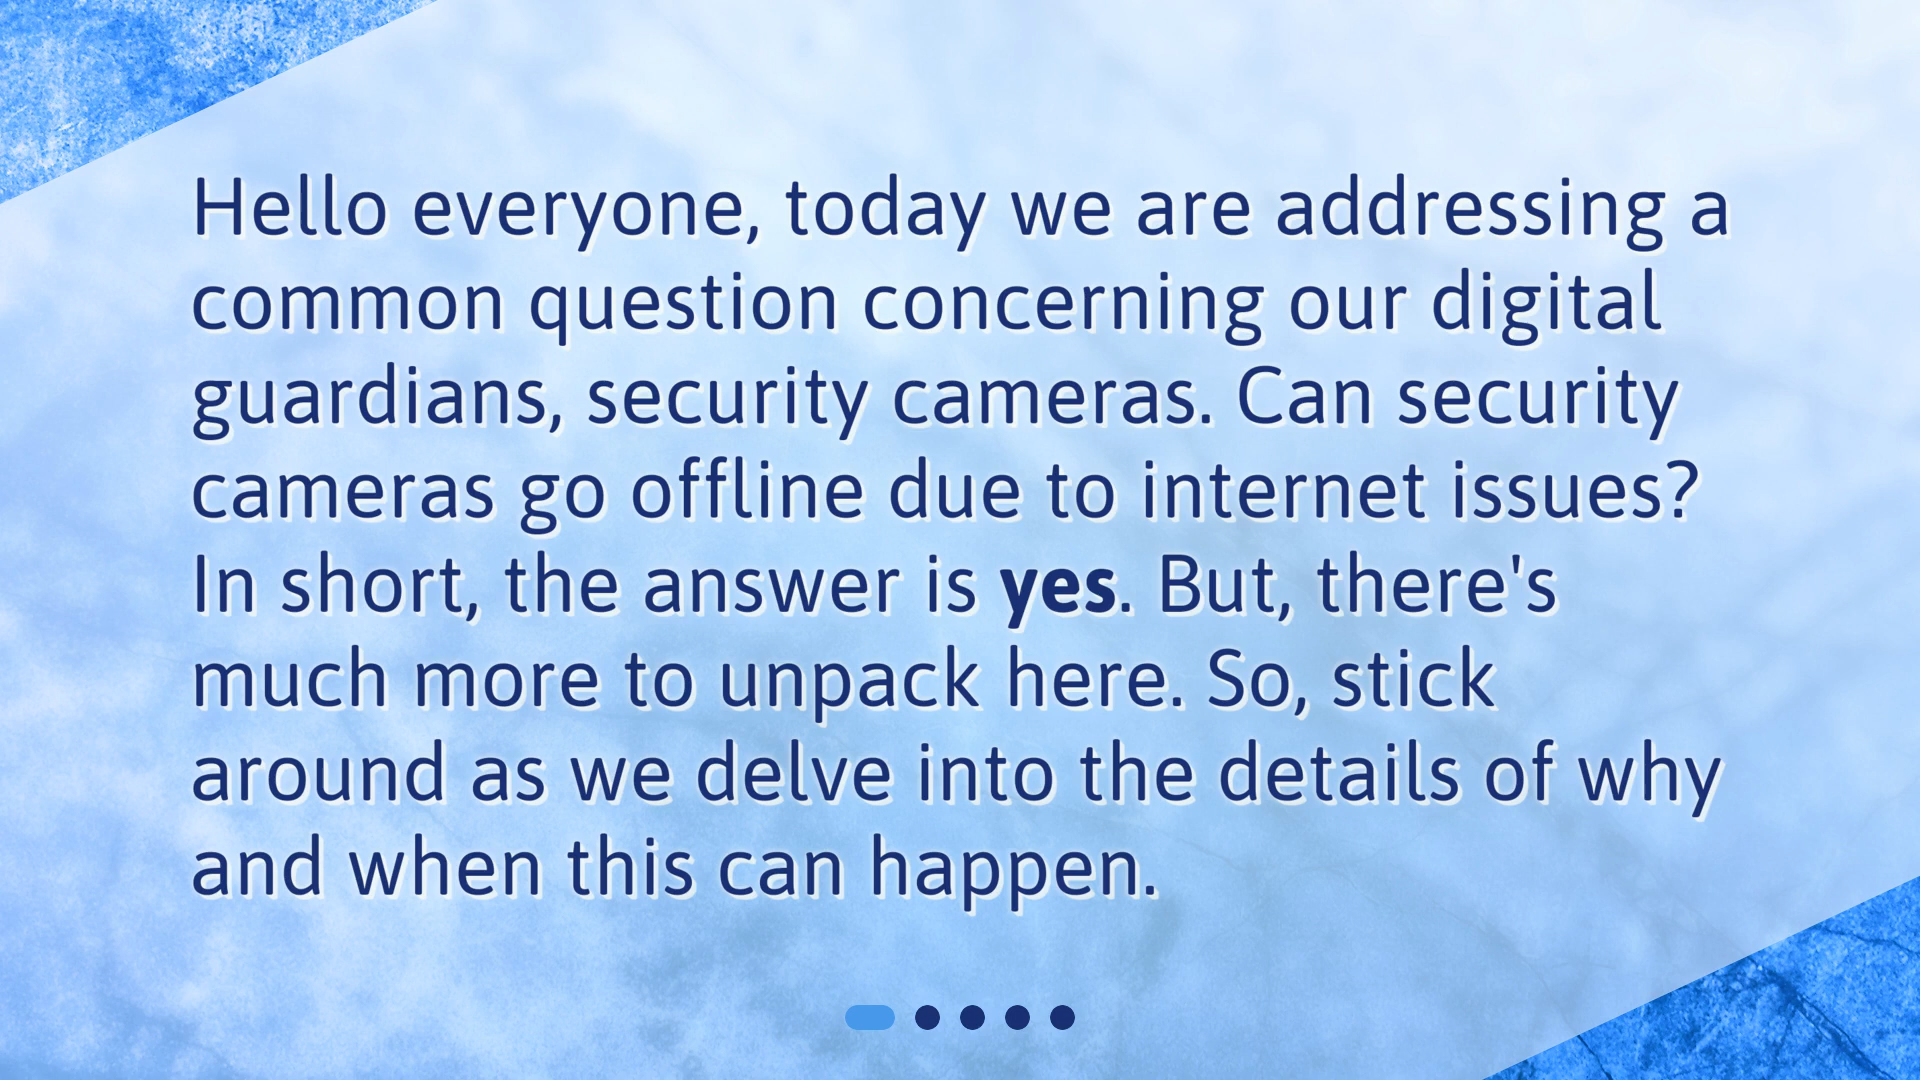 Hello everyone, today we are addressing a
common question concerning our digital
guardians, security cameras. Can security
cameras go offline due to internet issues?
In short, the answer is yes. But, there's
much more to unpack here. So, stick
around as we delve into the details of why
and when this can happen.